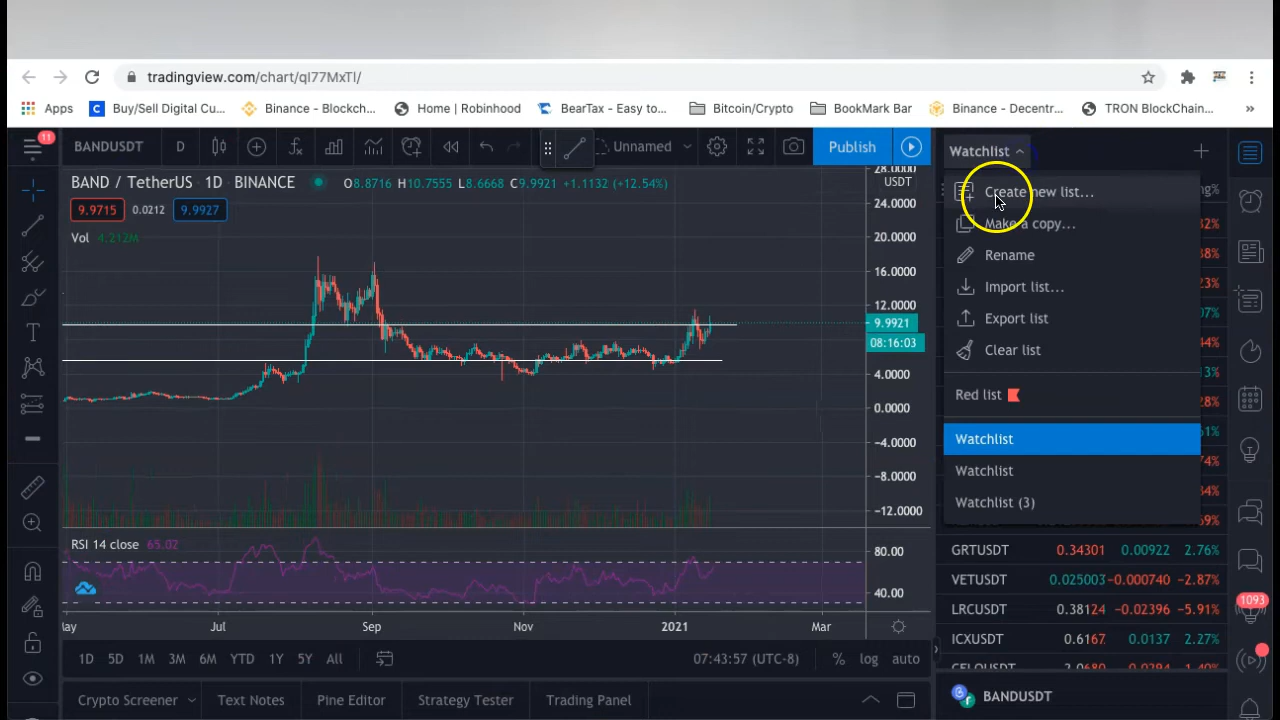 tradingview.com/chart/ql77MxTl/
Apps
Buy/Sell Digital Cu...
Binance - Blockch...
Home | Robinhood
BearTax - Easy to...
Bitcoin/Crypto
BookMark Bar
Binance - Decentr...
TRON BlockChain...
»
11
BANDUSDT
D
Unnamed
Publish
Watchlist
BAND / TetherUS · 1D · BINANCE
O8.8716 H10.7555 L8.6668 C9.9921 +1.1132 (+12.54%)
9.9715
0.0212
9.9927
Vol 4.212M
28.0000
USDT
24.0000
20.0000
16.0000
12.0000
9.9921
08:16:03
4.0000
0.0000
−4.0000
−8.0000
−12.0000
RSI 14 close 65.02
80.00
40.00
Jul
Sep
Nov
2021
Mar
1D 5D 1M 3M 6M YTD 1Y 5Y All
07:43:57 (UTC-8)
% log auto
Crypto Screener
Text Notes
Pine Editor
Strategy Tester
Trading Panel
Create new list...
Make a copy...
Rename
Import list...
Export list
Clear list
Red list
Watchlist
Watchlist
Watchlist (3)
GRTUSDT 0.34301 0.00922 2.76%
VETUSDT 0.025003 −0.000740 −2.87%
LRCUSDT 0.38124 −0.02396 −5.91%
ICXUSDT 0.6167 0.0137 2.27%
BANDUSDT
1093